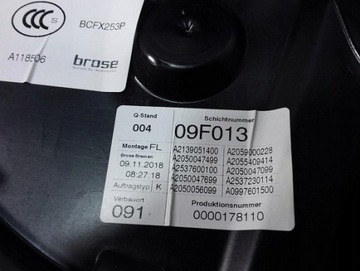 CCC S
BCFX253P
A118506
brose
Q-Stand
Schichtnummer
004
09F013
Montage FL
A2139051400 A2059000228
Brose Bremen
A2050047499 A2055409414
09.11.2018
A2537600100 A2050047099
08:27:18
A2050047699 A2537230114
Auftragstyp K
A2050056099 A0997601500
Verbauort
Produktionsnummer
091
0000178110